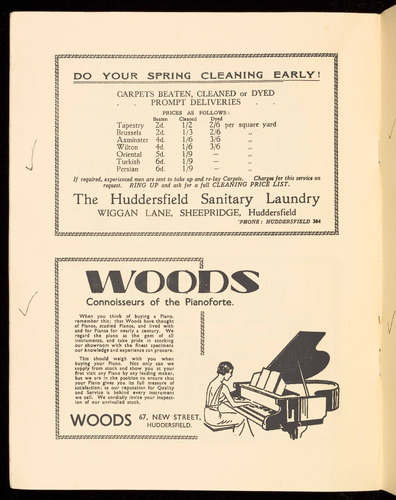 DO YOUR SPRING CLEANING EARLY!
CARPETS BEATEN, CLEANED or DYED
. . PROMPT DELIVERIES . .
PRICES AS FOLLOWS:
Beaten Cleaned Dyed
Tapestry 2d. 1/2 2/6 per square yard
Brussels 2d. 1/3 2/6 „
Axminster 4d. 1/6 3/6 „
Wilton 4d. 1/6 3/6 „
Oriental 5d. 1/9 — „
Turkish 6d. 1/9 — „
Persian 6d. 1/9 — „
If required, experienced men are sent to take up and re-lay Carpets. Charges for this service on
request. RING UP and ask for a full CLEANING PRICE LIST.
The Huddersfield Sanitary Laundry
WIGGAN LANE, SHEEPRIDGE, Huddersfield
'PHONE: HUDDERSFIELD 384
WOODS
Connoisseurs of the Pianoforte.
When you think of buying a Piano,
remember this; that Woods have thought
of Pianos, studied Pianos, and lived with
and for Pianos for nearly a century. We
regard the piano as the gem of all
instruments, and take pride in stocking
our showroom with the finest specimens
our knowledge and experience can procure.
This should weigh with you when
buying your Piano. Not only can we
supply from stock and show you at your
first visit any Piano by any leading maker,
but we are in the position to ensure that
your Piano gives you its full measure of
satisfaction; as our reputation for Quality
and Service is behind every instrument
we sell. We cordially invite your inspec-
tion of our unrivalled stock.
WOODS 67, NEW STREET,
HUDDERSFIELD.